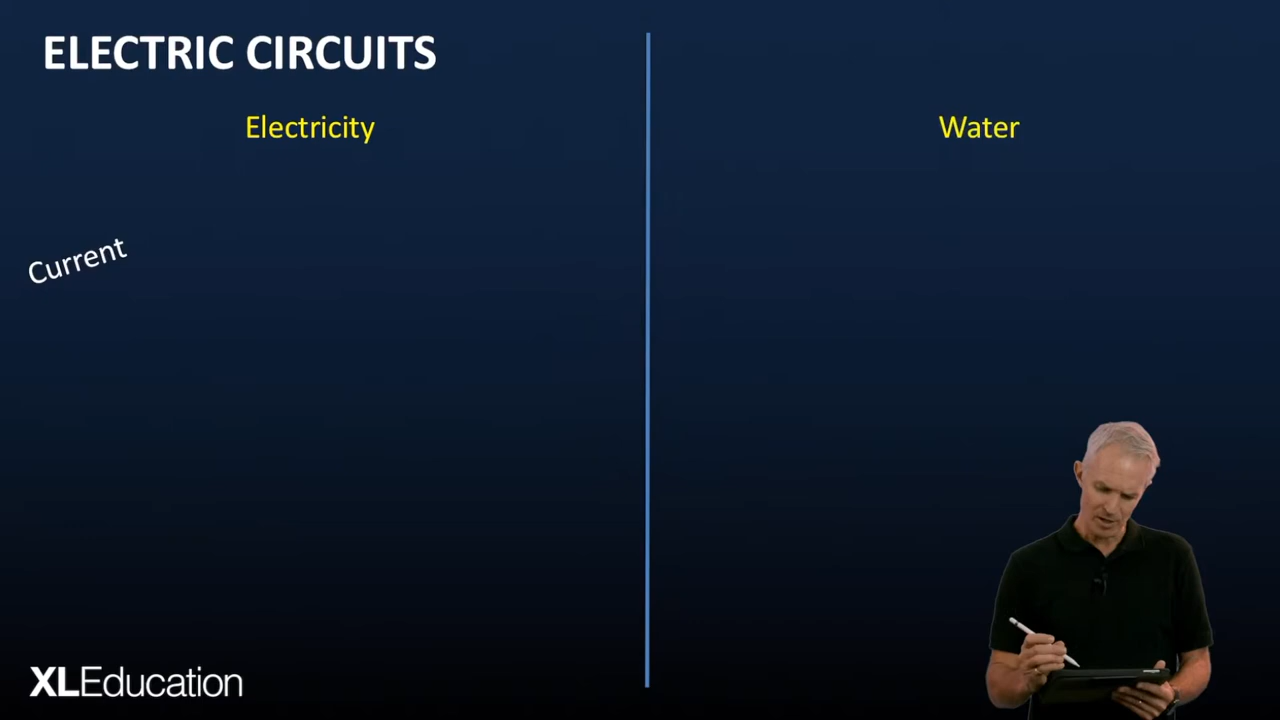 ELECTRIC CIRCUITS
Electricity
Water
Current
XLEducation